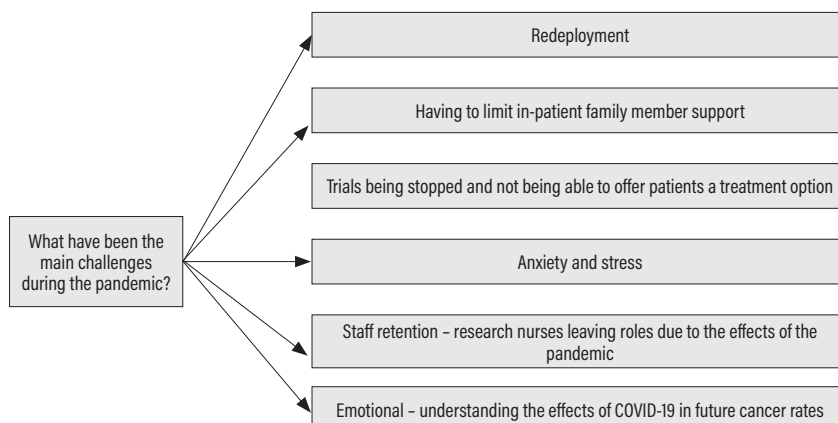 Redeployment
Having to limit in-patient family member support
Trials being stopped and not being able to offer patients a treatment option
What have been the
main challenges
during the pandemic?
Anxiety and stress
Staff retention – research nurses leaving roles due to the effects of the
pandemic
Emotional – understanding the effects of COVID-19 in future cancer rates